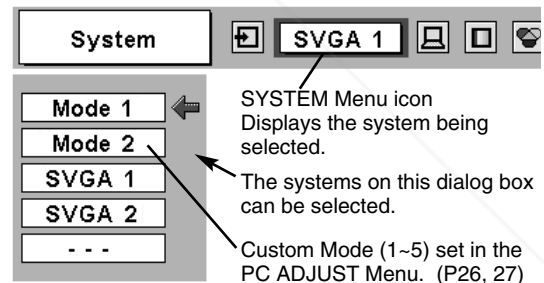 System
SVGA 1
Mode 1
Mode 2
SVGA 1
SVGA 2
- - -
SYSTEM Menu icon
Displays the system being
selected.
The systems on this dialog box
can be selected.
Custom Mode (1~5) set in the
PC ADJUST Menu. (P26, 27)